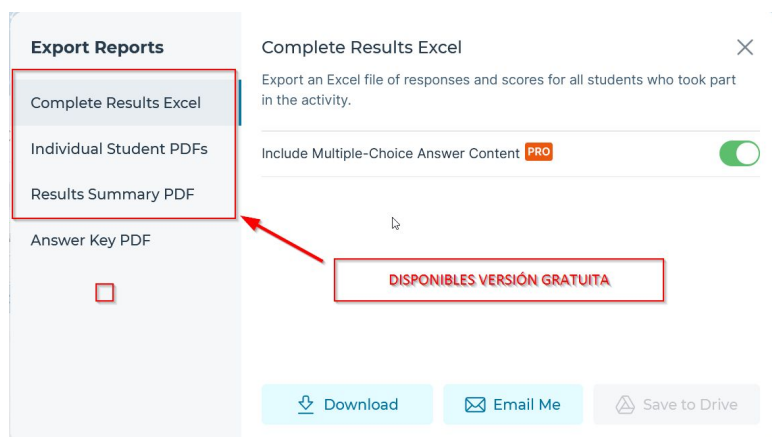 Export Reports
Complete Results Excel
Individual Student PDFs
Results Summary PDF
Answer Key PDF
Complete Results Excel
Export an Excel file of responses and scores for all students who took part
in the activity.
Include Multiple-Choice Answer Content PRO
DISPONIBLES VERSIÓN GRATUITA
Download
Email Me
Save to Drive